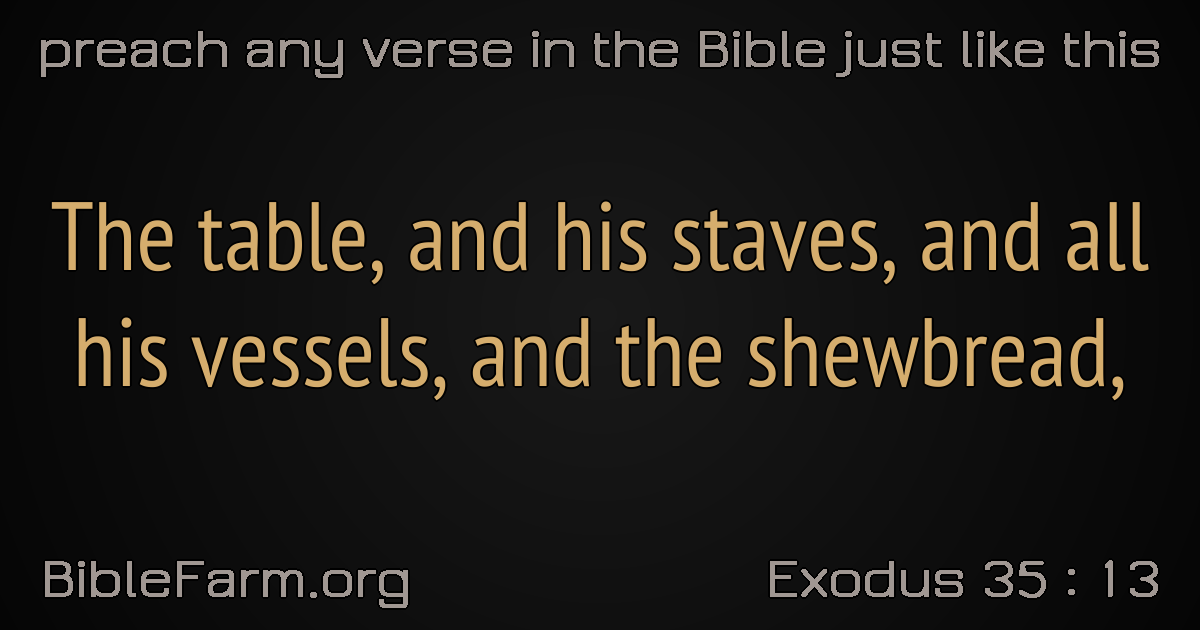 preach any verse in the Bible just like this
The table, and his staves, and all
his vessels, and the shewbread,
BibleFarm.org
Exodus 35 : 13